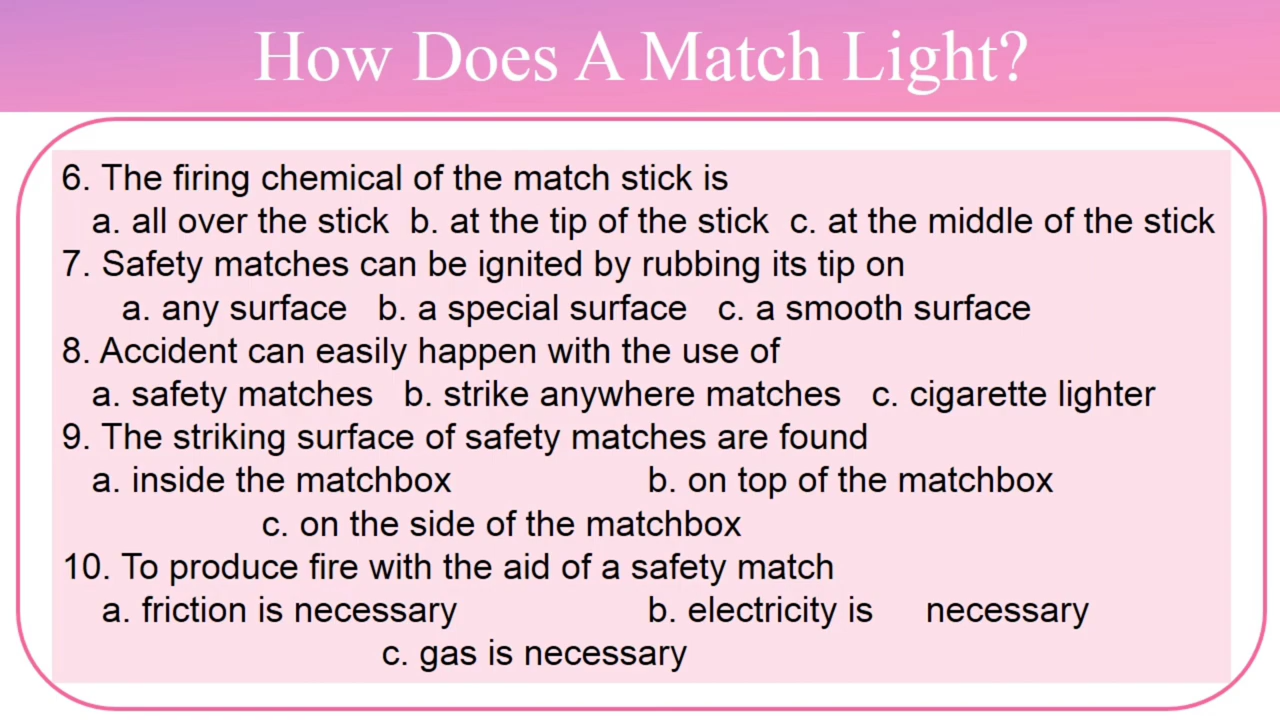 How Does A Match Light?
6. The firing chemical of the match stick is
a. all over the stick b. at the tip of the stick c. at the middle of the stick
7. Safety matches can be ignited by rubbing its tip on
a. any surface b. a special surface c. a smooth surface
8. Accident can easily happen with the use of
a. safety matches b. strike anywhere matches c. cigarette lighter
9. The striking surface of safety matches are found
a. inside the matchbox b. on top of the matchbox
c. on the side of the matchbox
10. To produce fire with the aid of a safety match
a. friction is necessary b. electricity is necessary
c. gas is necessary